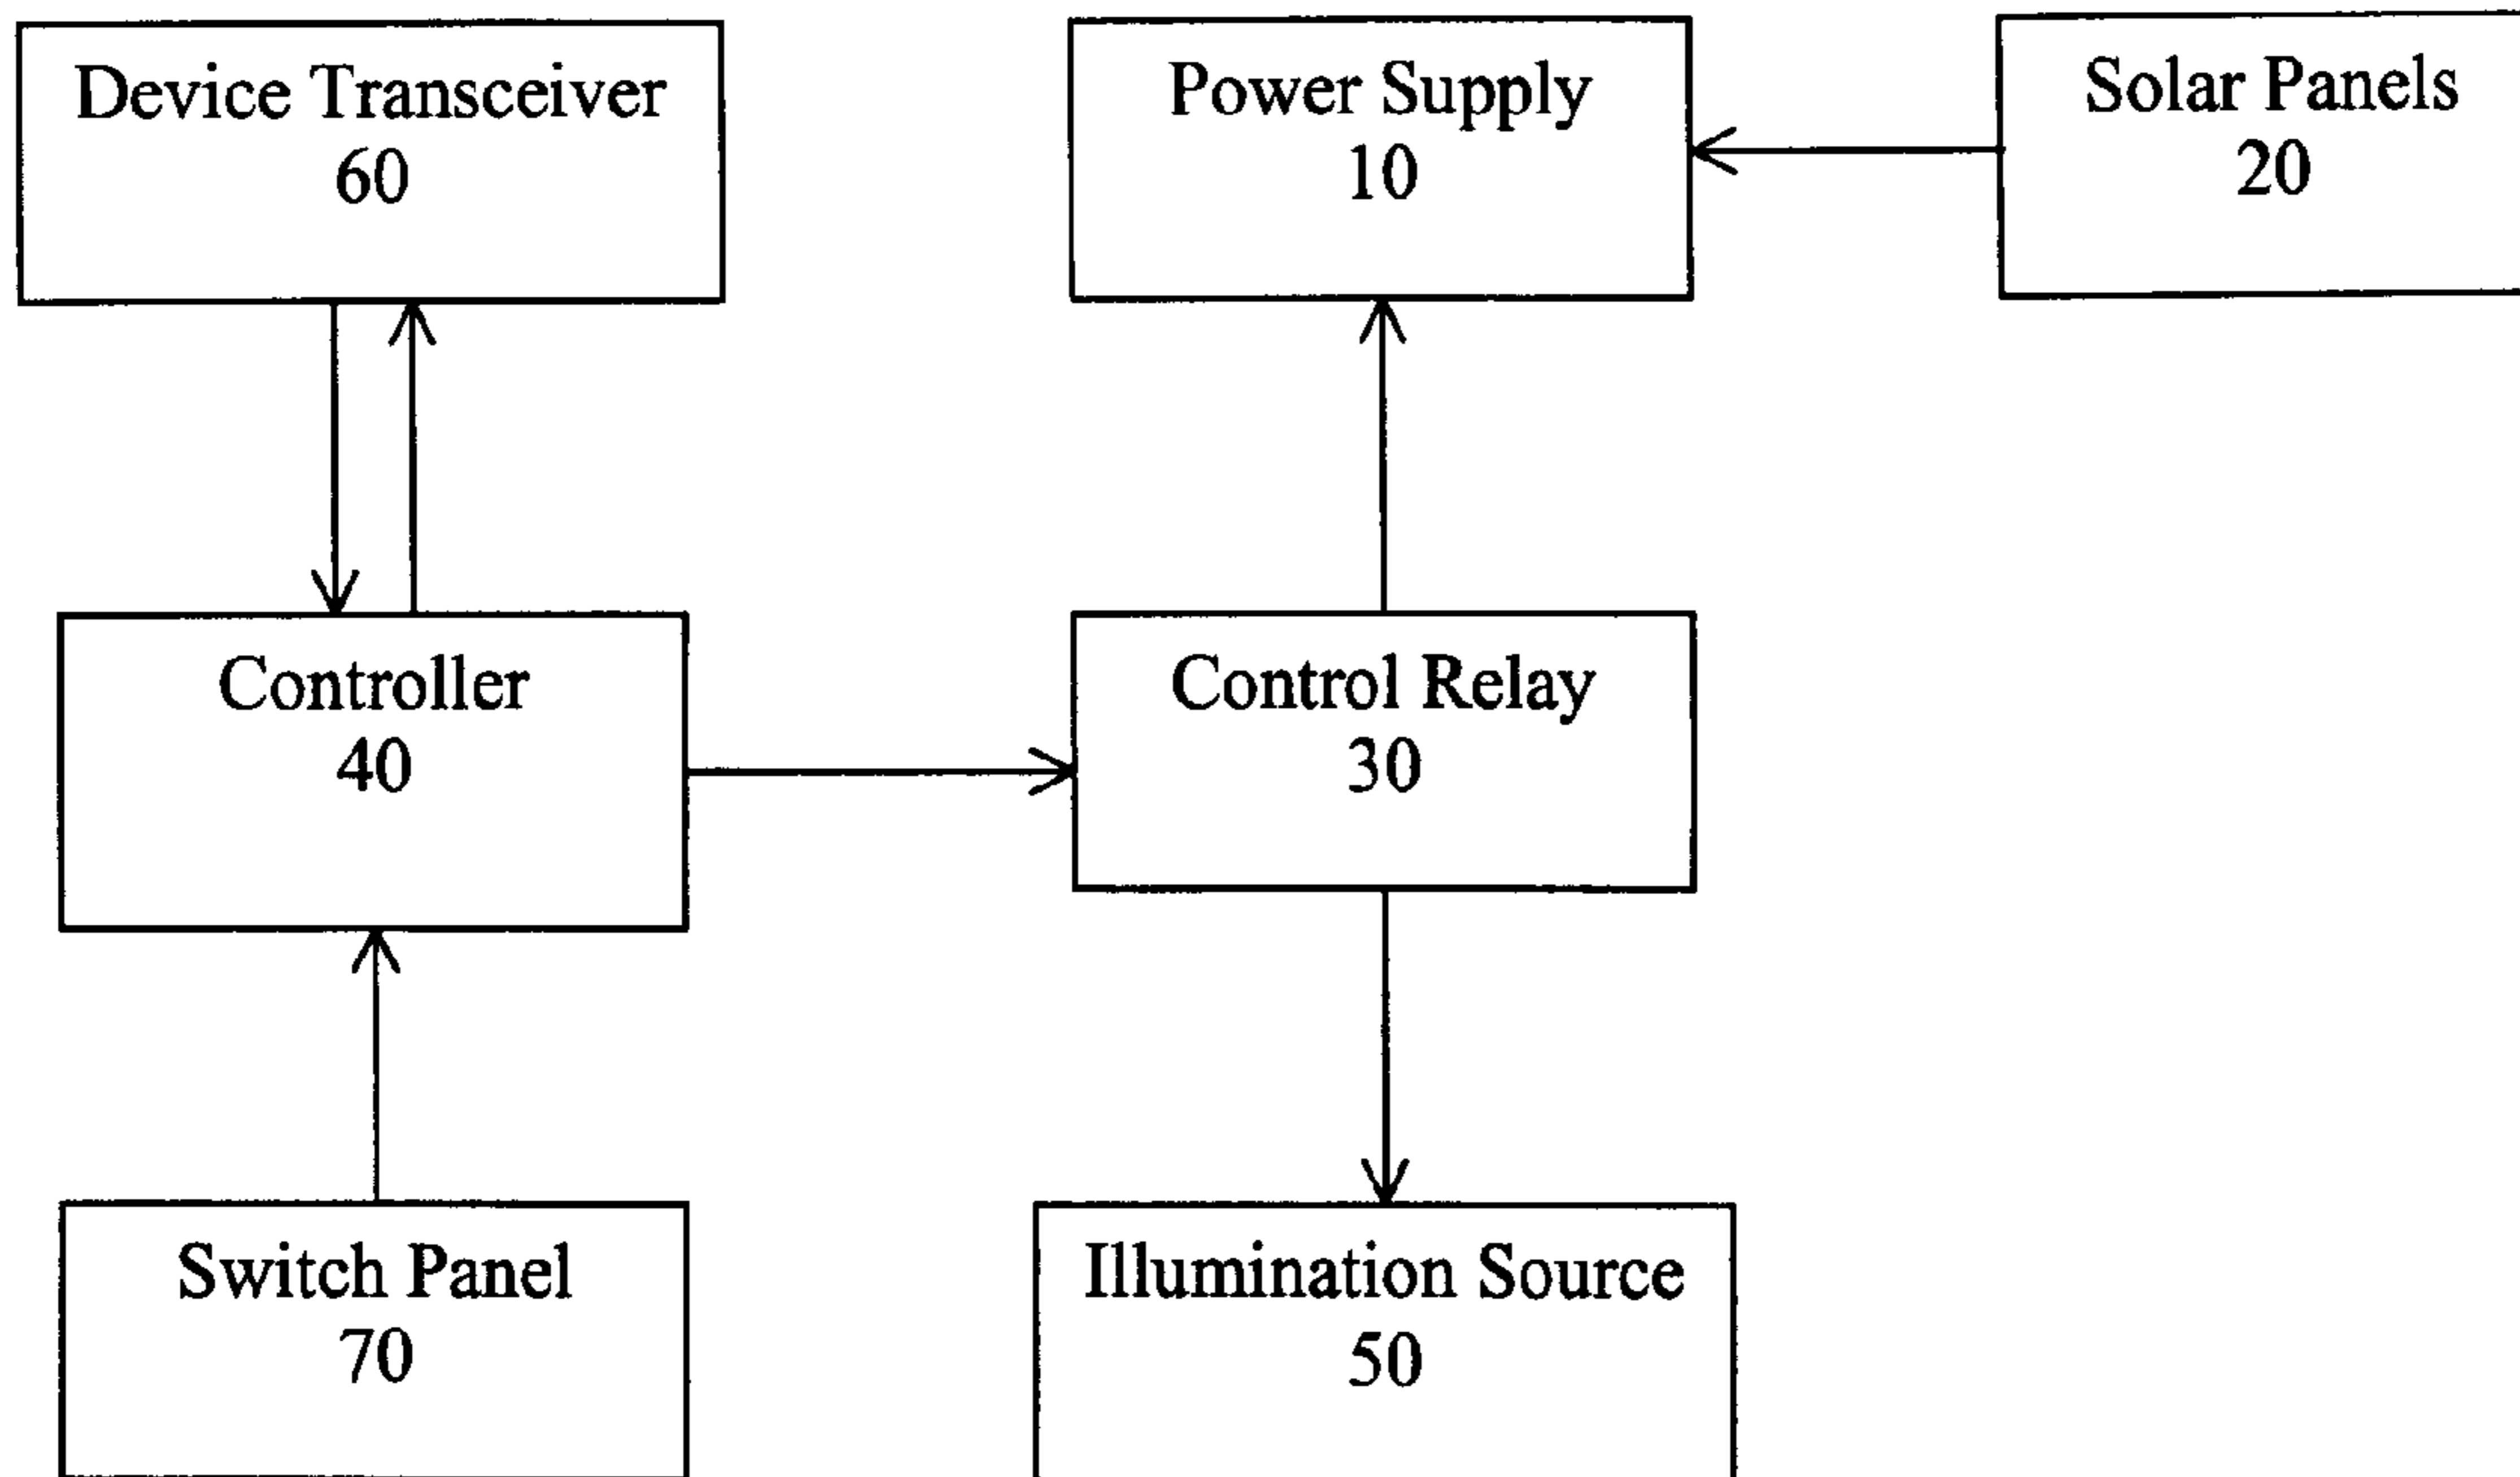 Device Transceiver
60
Power Supply
10
Solar Panels
20
Controller
40
Control Relay
30
Switch Panel
70
Illumination Source
50